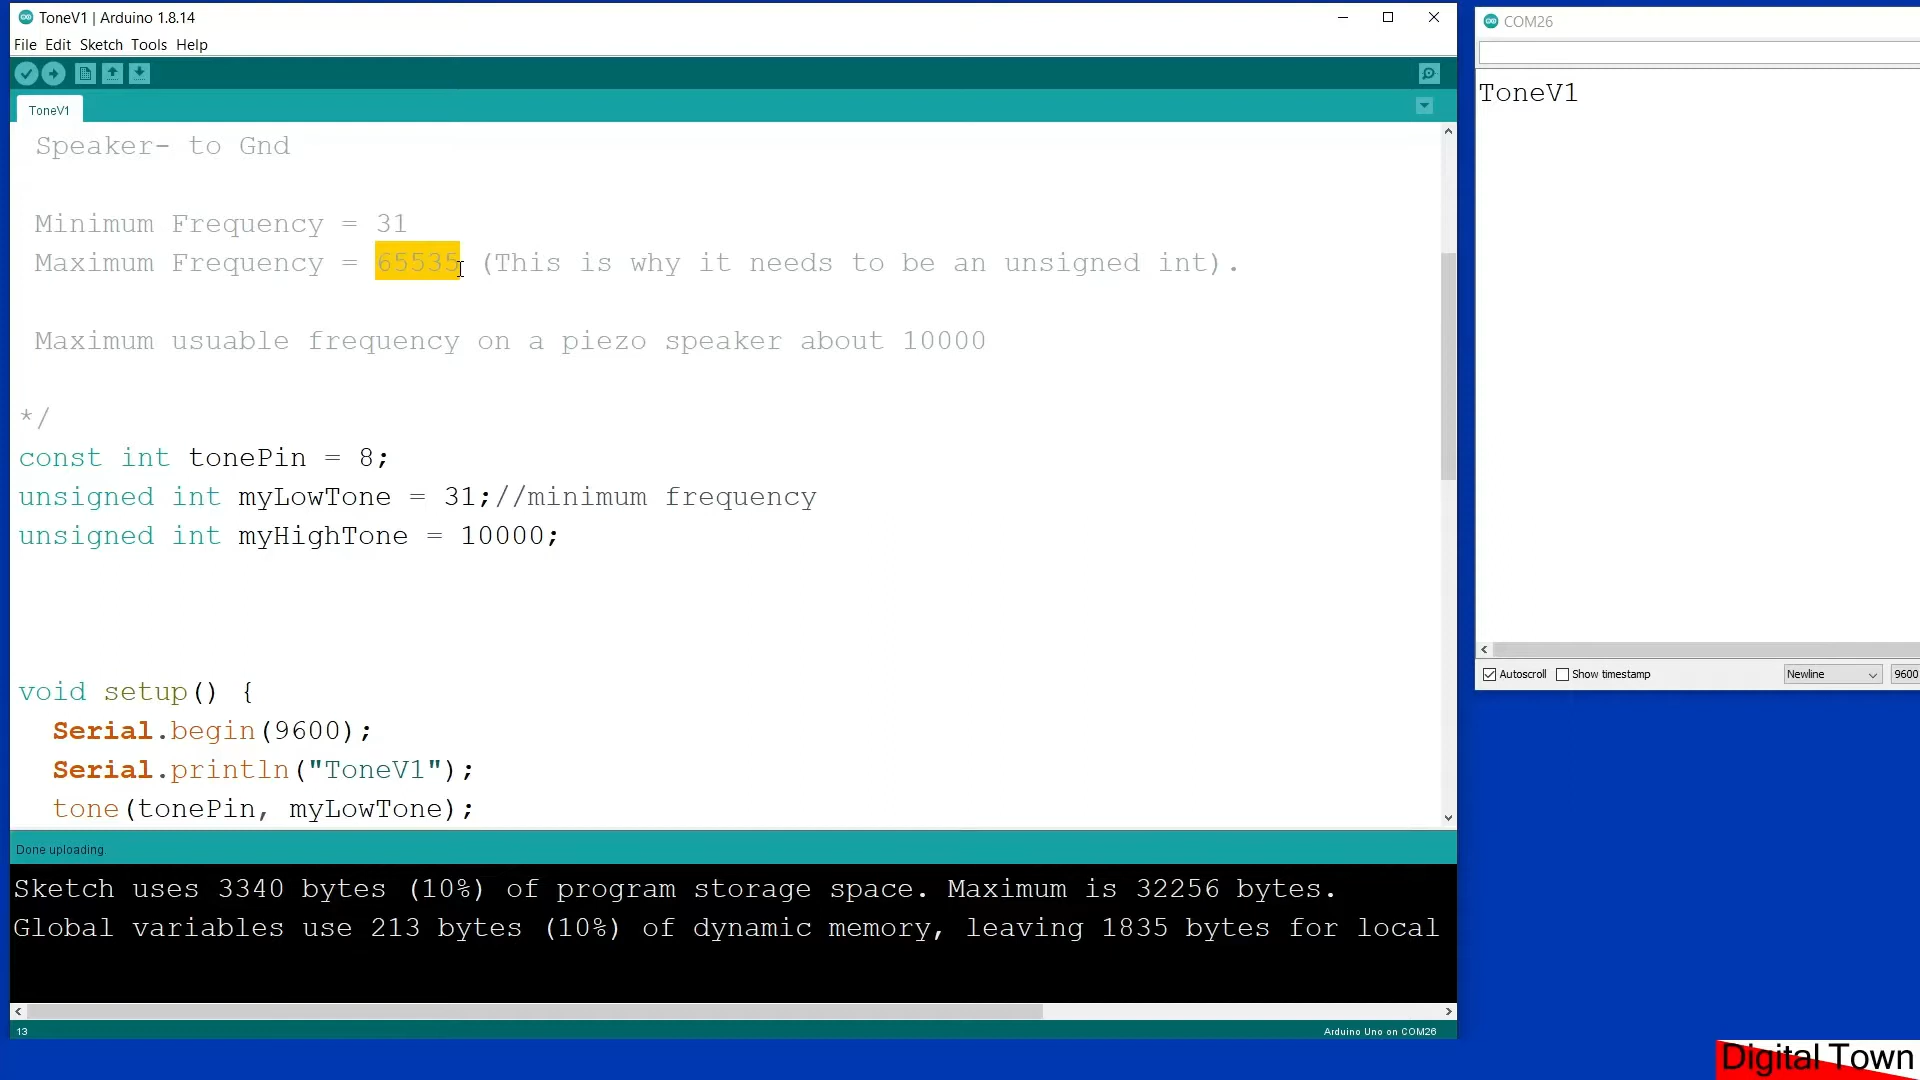 ToneV1 | Arduino 1.8.14
File Edit Sketch Tools Help
ToneV1
Speaker- to Gnd
Minimum Frequency = 31
Maximum Frequency = 65535 (This is why it needs to be an unsigned int).
Maximum usuable frequency on a piezo speaker about 10000
*/
const int tonePin = 8;
unsigned int myLowTone = 31;//minimum frequency
unsigned int myHighTone = 10000;
void setup() {
Serial.begin(9600);
Serial.println("ToneV1");
tone(tonePin, myLowTone);
Done uploading.
Sketch uses 3340 bytes (10%) of program storage space. Maximum is 32256 bytes.
Global variables use 213 bytes (10%) of dynamic memory, leaving 1835 bytes for local
13
Arduino Uno on COM26
COM26
ToneV1
Autoscroll Show timestamp Newline 9600
Digital Town